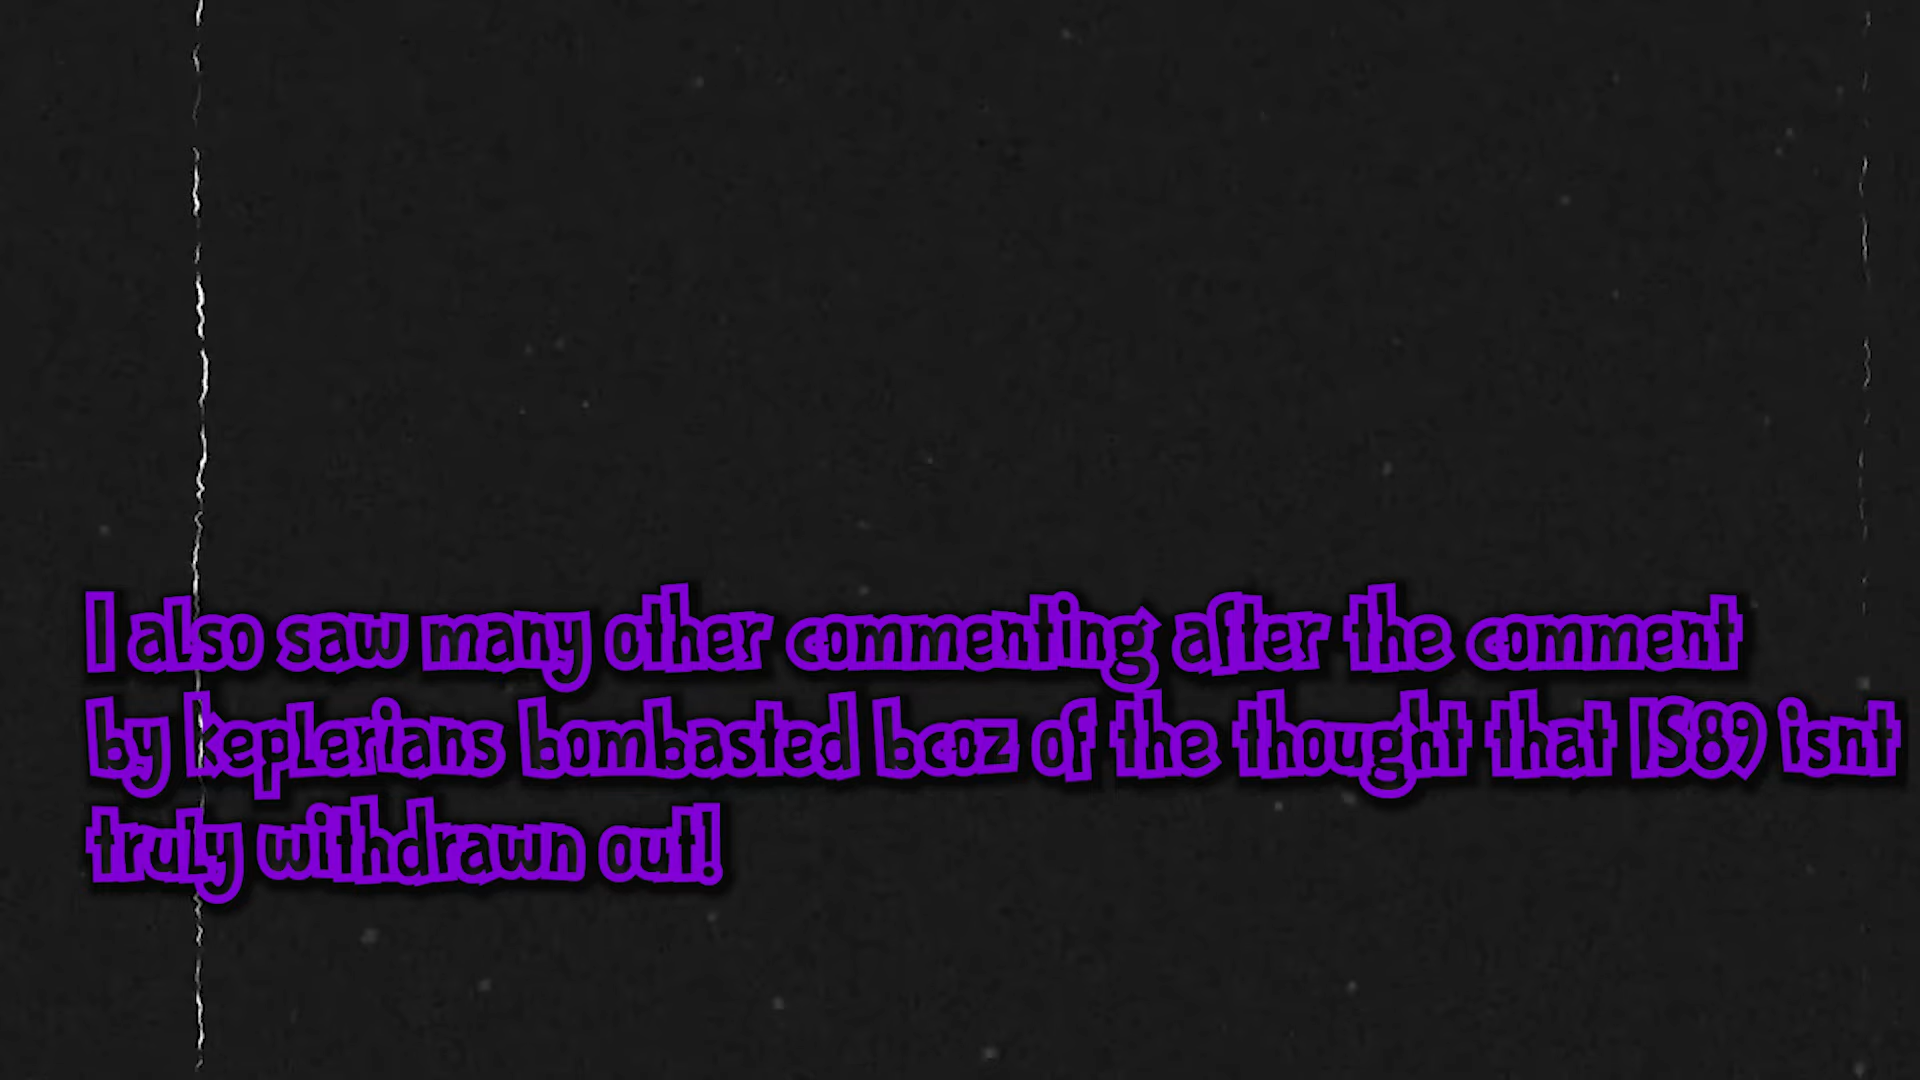 I also saw many other commenting after the comment
by keplerians bombasted bcoz of the thought that IS89 isnt
truly withdrawn out!